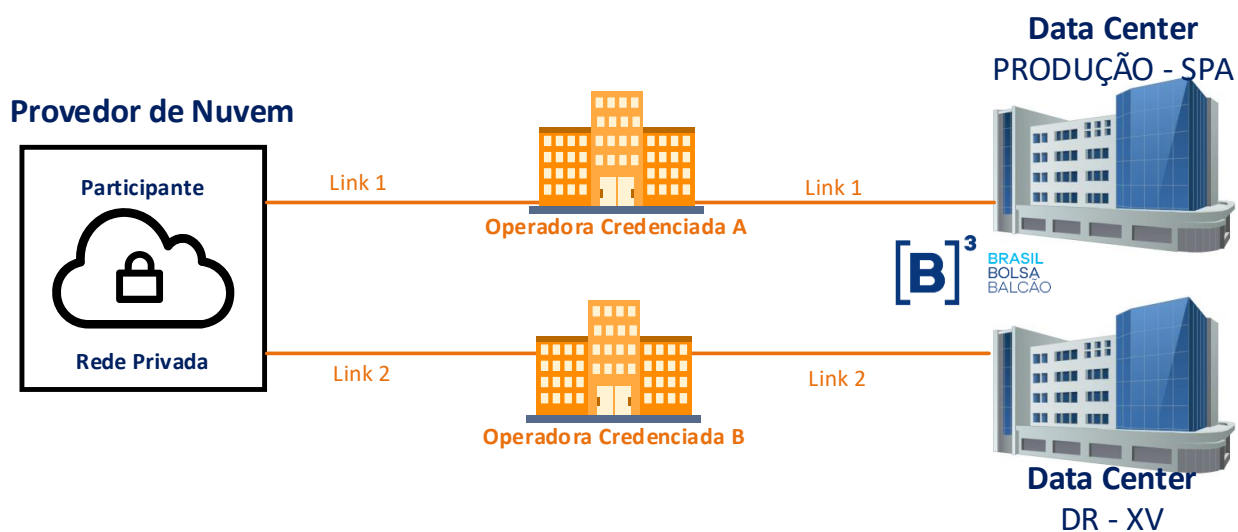 Data Center
PRODUÇÃO - SPA
Provedor de Nuvem
Participante
Link 1
Link 1
Operadora Credenciada A
[B]³
BRASIL
BOLSA
BALCÃO
Rede Privada
Link 2
Link 2
Operadora Credenciada B
Data Center
DR - XV